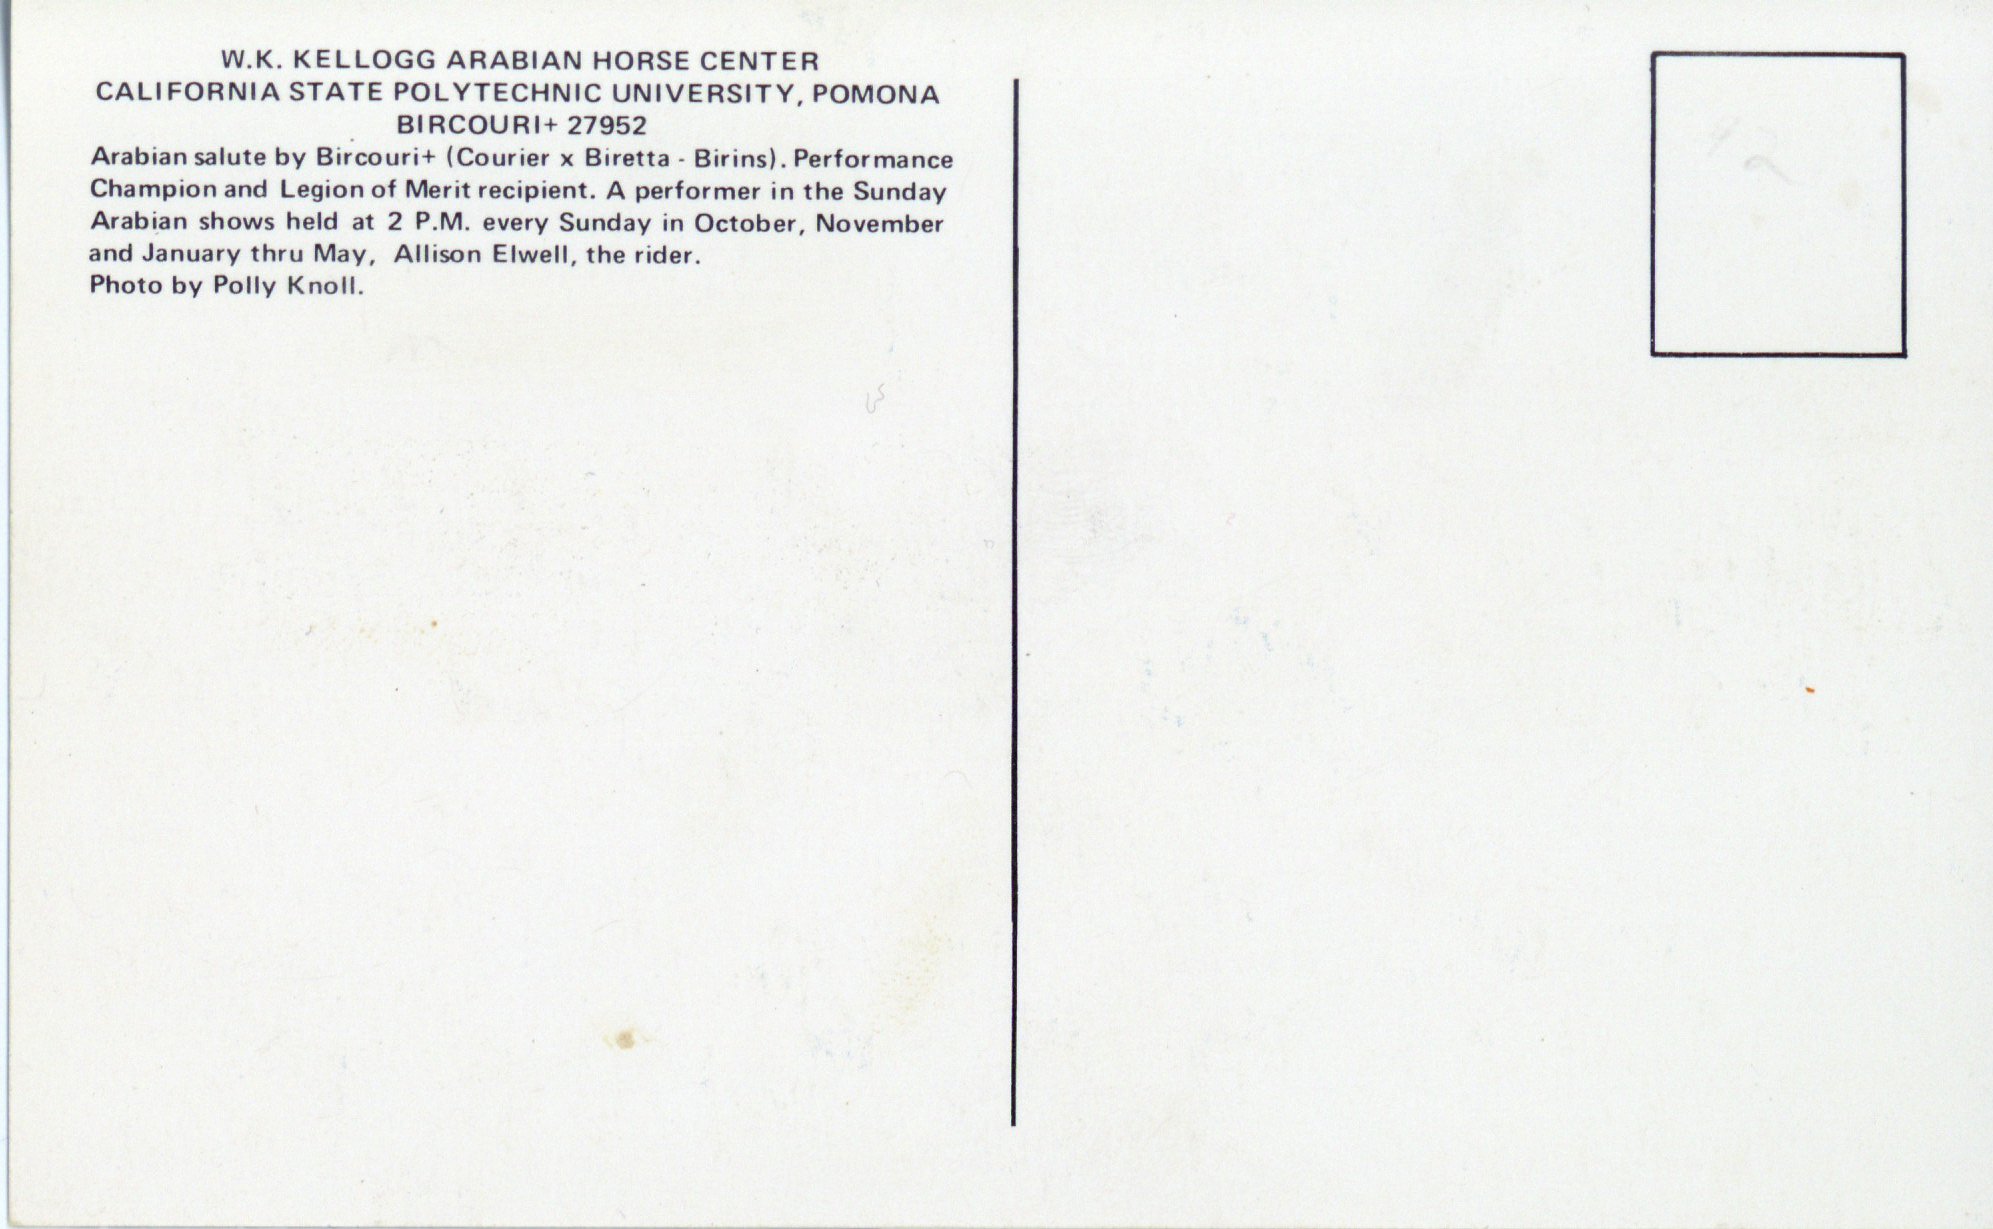 W.K. KELLOGG ARABIAN HORSE CENTER
CALIFORNIA STATE POLYTECHNIC UNIVERSITY, POMONA
BIRCOURI+ 27952
Arabian salute by Bircouri+ (Courier x Biretta - Birins). Performance
Champion and Legion of Merit recipient. A performer in the Sunday
Arabian shows held at 2 P.M. every Sunday in October, November
and January thru May, Allison Elwell, the rider.
Photo by Polly Knoll.